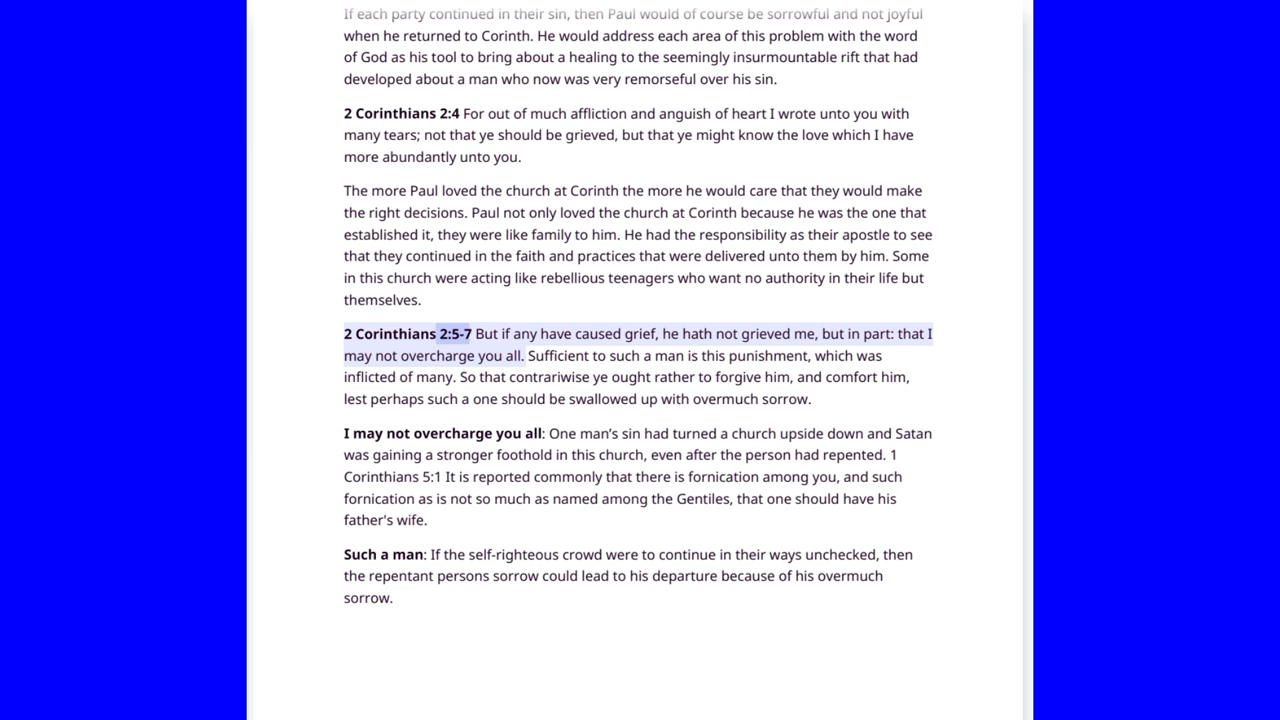 If each party continued in their sin, then Paul would of course be sorrowful and not joyful
when he returned to Corinth. He would address each area of this problem with the word
of God as his tool to bring about a healing to the seemingly insurmountable rift that had
developed about a man who now was very remorseful over his sin.
2 Corinthians 2:4 For out of much affliction and anguish of heart I wrote unto you with
many tears; not that ye should be grieved, but that ye might know the love which I have
more abundantly unto you.
The more Paul loved the church at Corinth the more he would care that they would make
the right decisions. Paul not only loved the church at Corinth because he was the one that
established it, they were like family to him. He had the responsibility as their apostle to see
that they continued in the faith and practices that were delivered unto them by him. Some
in this church were acting like rebellious teenagers who want no authority in their life but
themselves.
2 Corinthians 2:5-7 But if any have caused grief, he hath not grieved me, but in part: that I
may not overcharge you all. Sufficient to such a man is this punishment, which was
inflicted of many. So that contrariwise ye ought rather to forgive him, and comfort him,
lest perhaps such a one should be swallowed up with overmuch sorrow.
I may not overcharge you all: One man’s sin had turned a church upside down and Satan
was gaining a stronger foothold in this church, even after the person had repented. 1
Corinthians 5:1 It is reported commonly that there is fornication among you, and such
fornication as is not so much as named among the Gentiles, that one should have his
father's wife.
Such a man: If the self-righteous crowd were to continue in their ways unchecked, then
the repentant persons sorrow could lead to his departure because of his overmuch
sorrow.